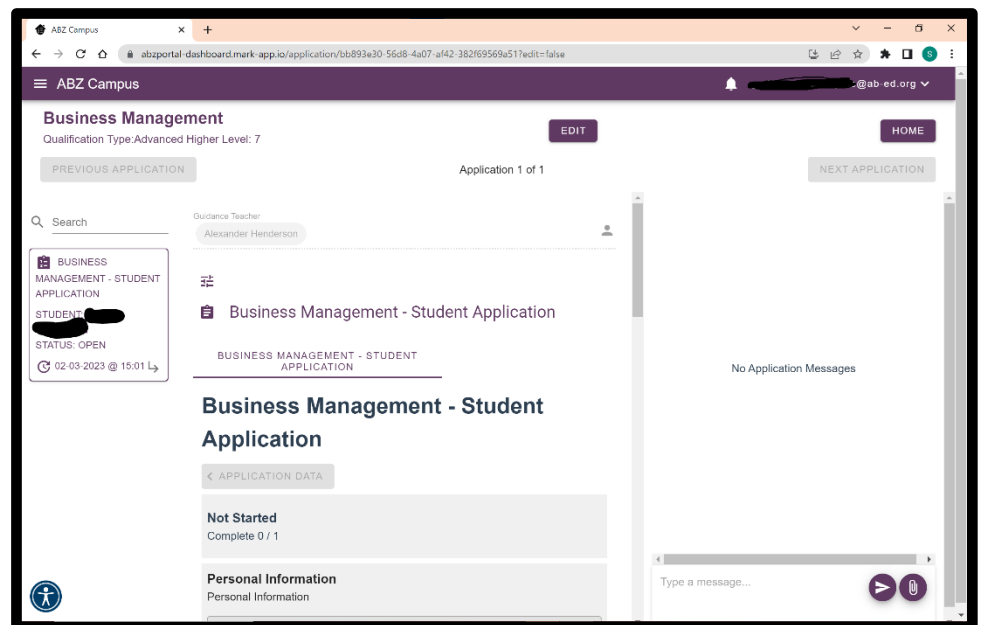 ABZ Campus
abzportal-dashboard.mark-app.io/application/bb893e30-56d8-4a07-af42-382f69569a51?edit=false
S
ABZ Campus
@ab-ed.org
Business Management
Qualification Type:Advanced Higher Level: 7
EDIT
HOME
PREVIOUS APPLICATION
Application 1 of 1
NEXT APPLICATION
Search
BUSINESS
MANAGEMENT - STUDENT
APPLICATION
STUDENT:
STATUS: OPEN
02-03-2023 @ 15:01
Guidance Teacher
Alexander Henderson
Business Management - Student Application
BUSINESS MANAGEMENT - STUDENT
APPLICATION
Business Management - Student
Application
APPLICATION DATA
Not Started
Complete 0 / 1
Personal Information
Personal Information
No Application Messages
Type a message...